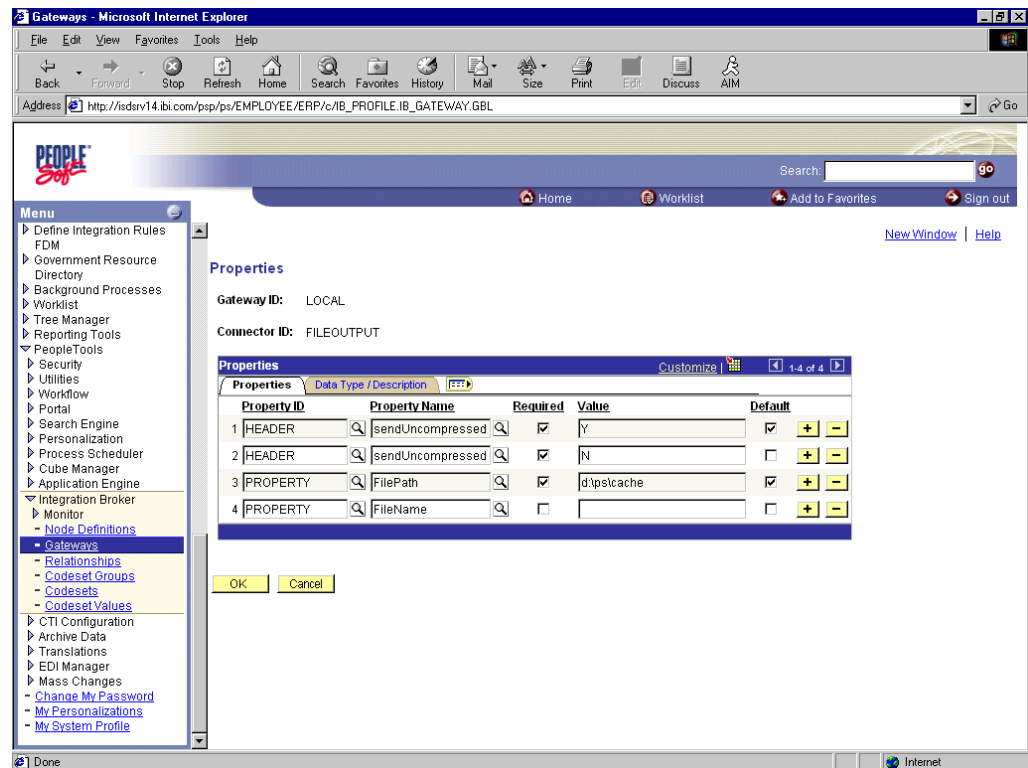 Gateways - Microsoft Internet Explorer
File Edit View Favorites Tools Help
Back Forward Stop Refresh Home Search Favorites History Mail Size Print Edit Discuss AIM
Address http://isdsrv14.ibi.com/psp/ps/EMPLOYEE/ERP/c/IB_PROFILE.IB_GATEWAY.GBL Go
PEOPLE Soft
Search: go
Home Worklist Add to Favorites Sign out
Menu
Define Integration Rules
FDM
Government Resource
Directory
Background Processes
Worklist
Tree Manager
Reporting Tools
PeopleTools
Security
Utilities
Workflow
Portal
Search Engine
Personalization
Process Scheduler
Cube Manager
Application Engine
Integration Broker
Monitor
- Node Definitions
- Gateways
- Relationships
- Codeset Groups
- Codesets
- Codeset Values
CTI Configuration
Archive Data
Translations
EDI Manager
Mass Changes
- Change My Password
- My Personalizations
- My System Profile
New Window | Help
Properties
Gateway ID: LOCAL
Connector ID: FILEOUTPUT
Properties Customize | 1-4 of 4
Properties Data Type / Description
Property ID Property Name Required Value Default
1 HEADER sendUncompressed Y + -
2 HEADER sendUncompressed N + -
3 PROPERTY FilePath d:\ps\cache + -
4 PROPERTY FileName + -
OK Cancel
Done Internet